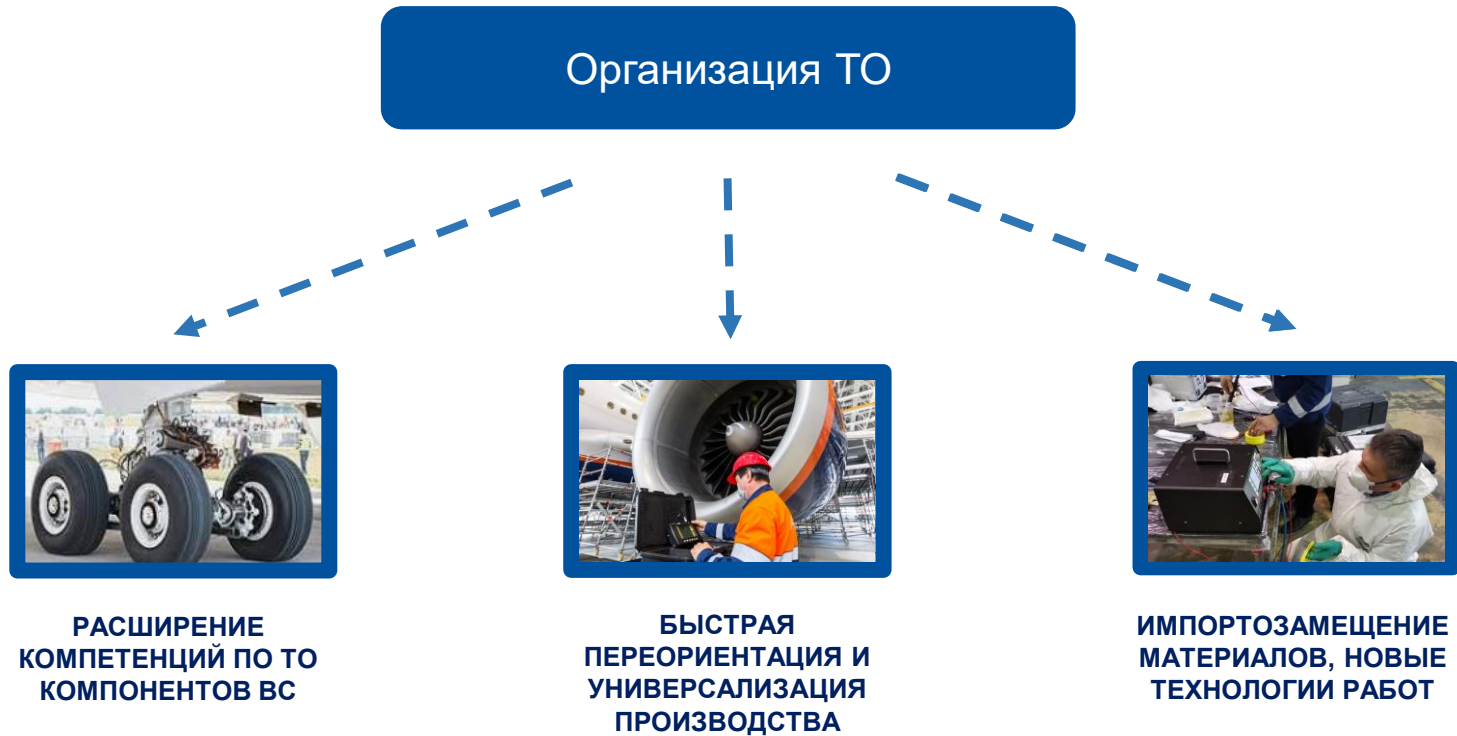 Организация ТО
РАСШИРЕНИЕ
КОМПЕТЕНЦИЙ ПО ТО
КОМПОНЕНТОВ ВС
БЫСТРАЯ
ПЕРЕОРИЕНТАЦИЯ И
УНИВЕРСАЛИЗАЦИЯ
ПРОИЗВОДСТВА
ИМПОРТОЗАМЕЩЕНИЕ
МАТЕРИАЛОВ, НОВЫЕ
ТЕХНОЛОГИИ РАБОТ